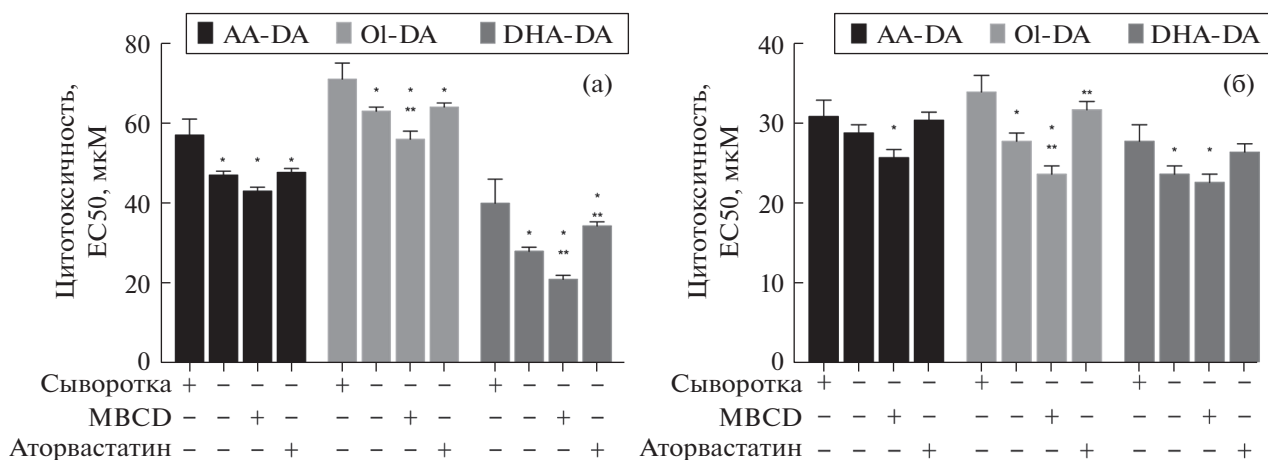 AA-DA Ol-DA DHA-DA
(а)
Цитотоксичность,
EC50, мкМ
80
60
40
20
0
* * *
* * ** *
* * ** * **
Сыворотка + – – – + – – – + – – –
MBCD – – + – – – + – – – + –
Аторвастатин – – – + – – – + – – – +
AA-DA Ol-DA DHA-DA
(б)
Цитотоксичность,
EC50, мкМ
40
30
20
10
0
*
* * ** **
* *
Сыворотка + – – – + – – – + – – –
MBCD – – + – – – + – – – + –
Аторвастатин – – – + – – – + – – – +